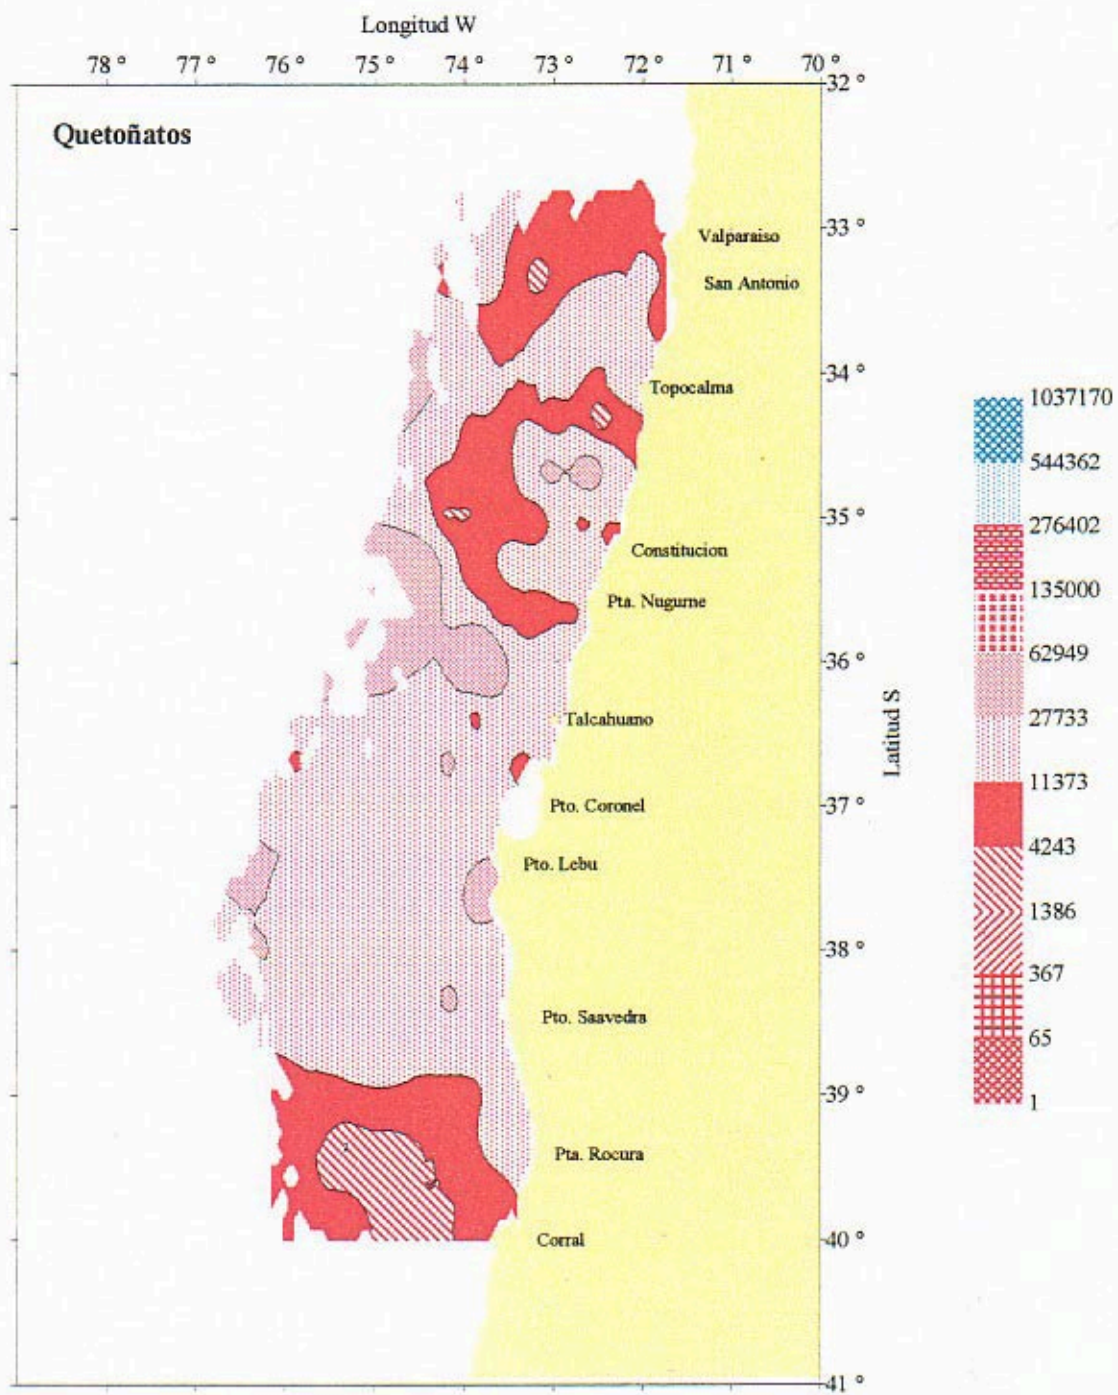 Longitud W
78 ° 77 ° 76 ° 75 ° 74 ° 73 ° 72 ° 71 ° 70 °
32 °
Quetoñatos
33 °
Valparaiso
San Antonio
34 °
Topocalma
1037170
544362
35 °
276402
Constitucion
135000
Pta. Nugurne
62949
36 °
27733
Talcahuano
Latitud S
11373
37 °
Pto. Coronel
4243
Pto. Lebu
1386
38 °
367
Pto. Saavedra
65
39 °
1
Pta. Rocura
40 °
Corral
41 °